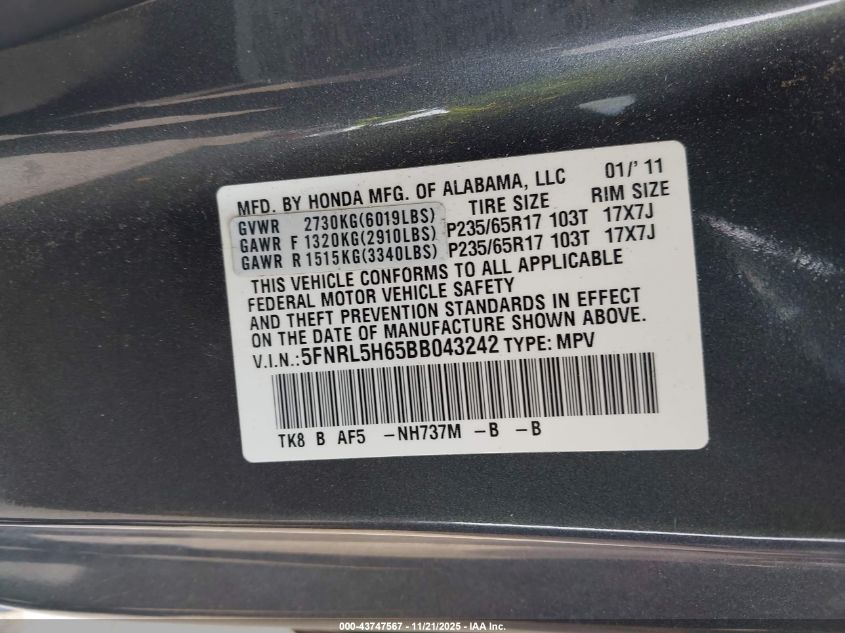 MFD. BY HONDA MFG. OF ALABAMA, LLC 01/'11
TIRE SIZE RIM SIZE
GVWR 2730KG(6019LBS)
GAWR F 1320KG(2910LBS) P235/65R17 103T 17X7J
GAWR R 1515KG(3340LBS) P235/65R17 103T 17X7J
THIS VEHICLE CONFORMS TO ALL APPLICABLE
FEDERAL MOTOR VEHICLE SAFETY
AND THEFT PREVENTION STANDARDS IN EFFECT
ON THE DATE OF MANUFACTURE SHOWN ABOVE.
V.I.N.:5FNRL5H65BB043242 TYPE: MPV
TK8 B AF5 -NH737M -B -B
000-43747567 - 11/21/2025 - IAA Inc.